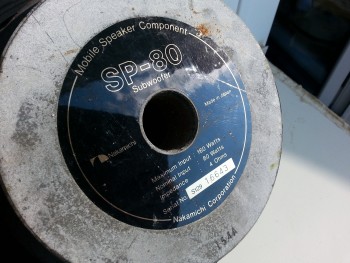 Mobile Speaker Component
SP-80
Subwoofer
Made in Japan
Nakamichi
Maximum Input 160 Watts
Nominal Input 80 Watts
Impedance 4 Ohms
Serial No. 16643
Nakamichi Corporation